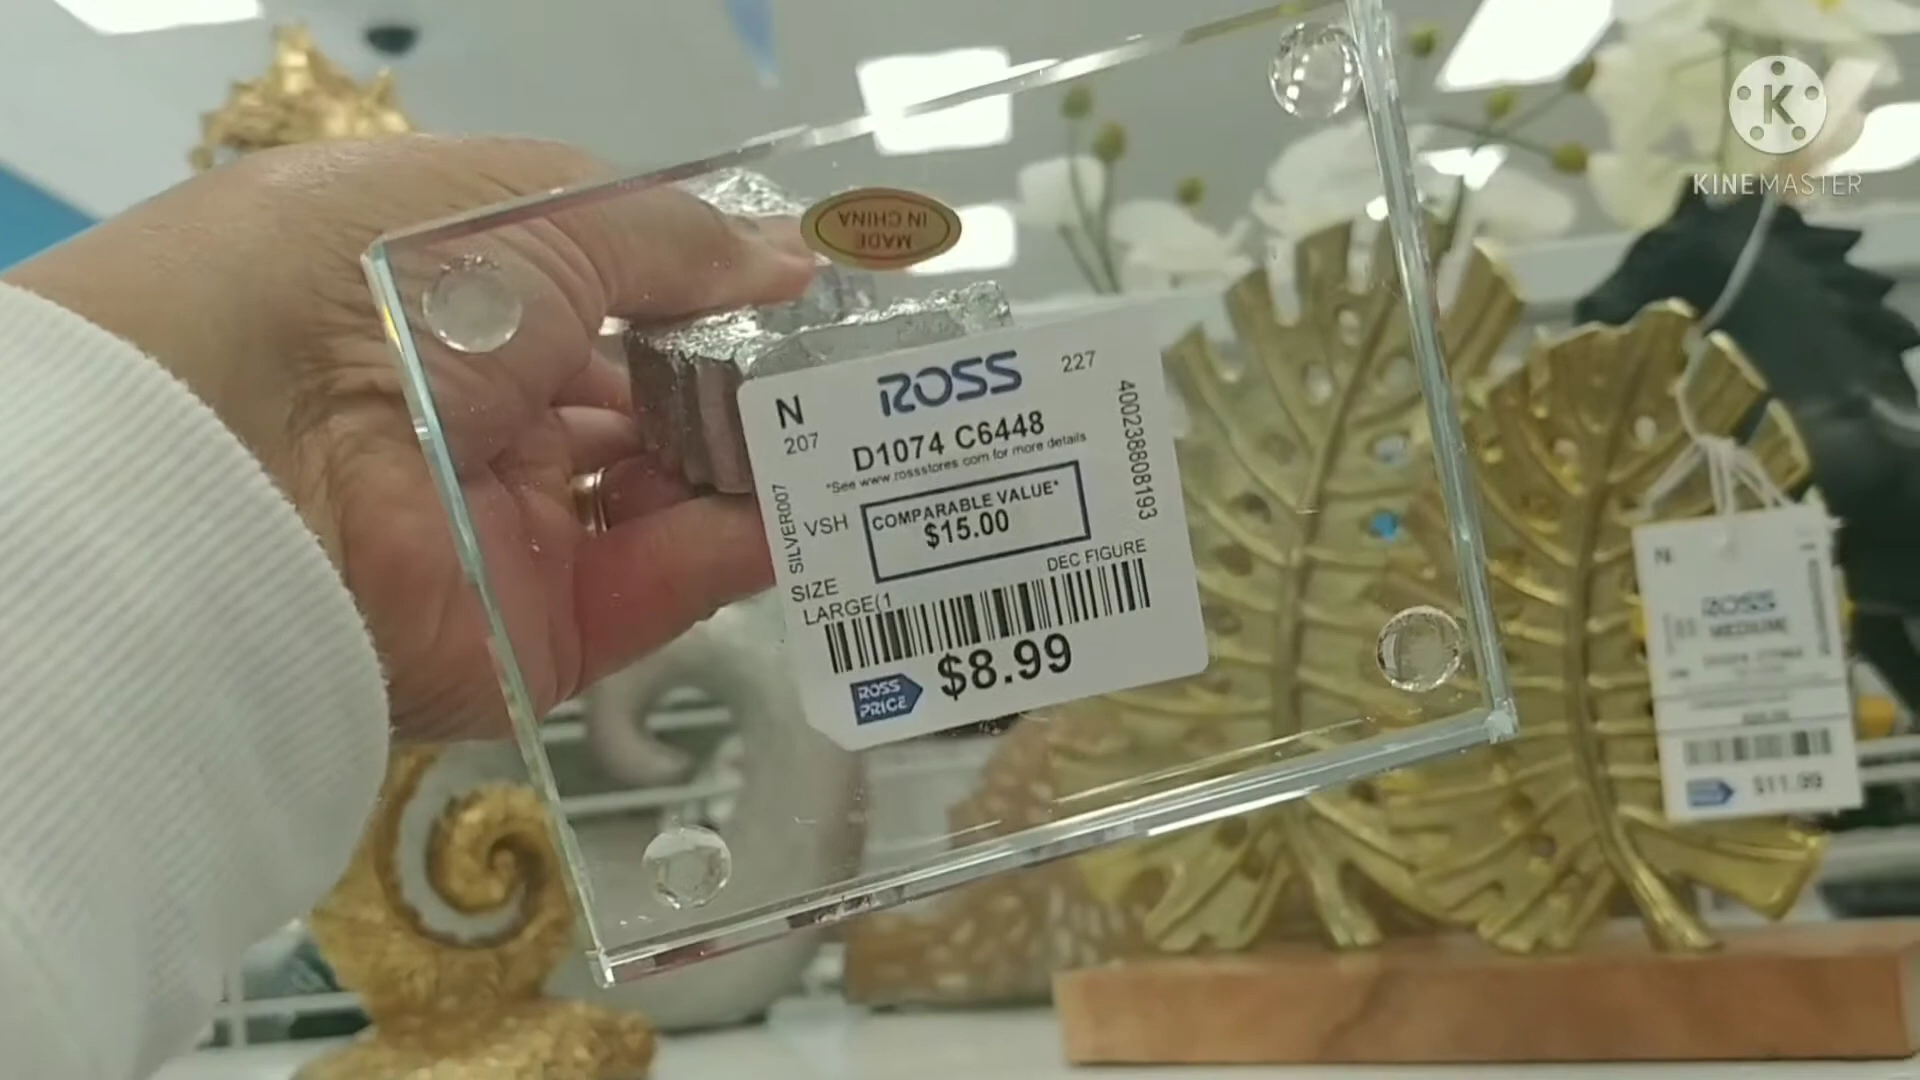 KINEMASTER
MADE
IN CHINA
N
ROSS
227
207
D1074 C6448
*See www.rossstores.com for more details
400238808193
SILVER007
VSH
COMPARABLE VALUE*
$15.00
SIZE
LARGE(1
DEC FIGURE
ROSS
PRICE
$8.99
N
ROSS
MEDIUM
$11.99